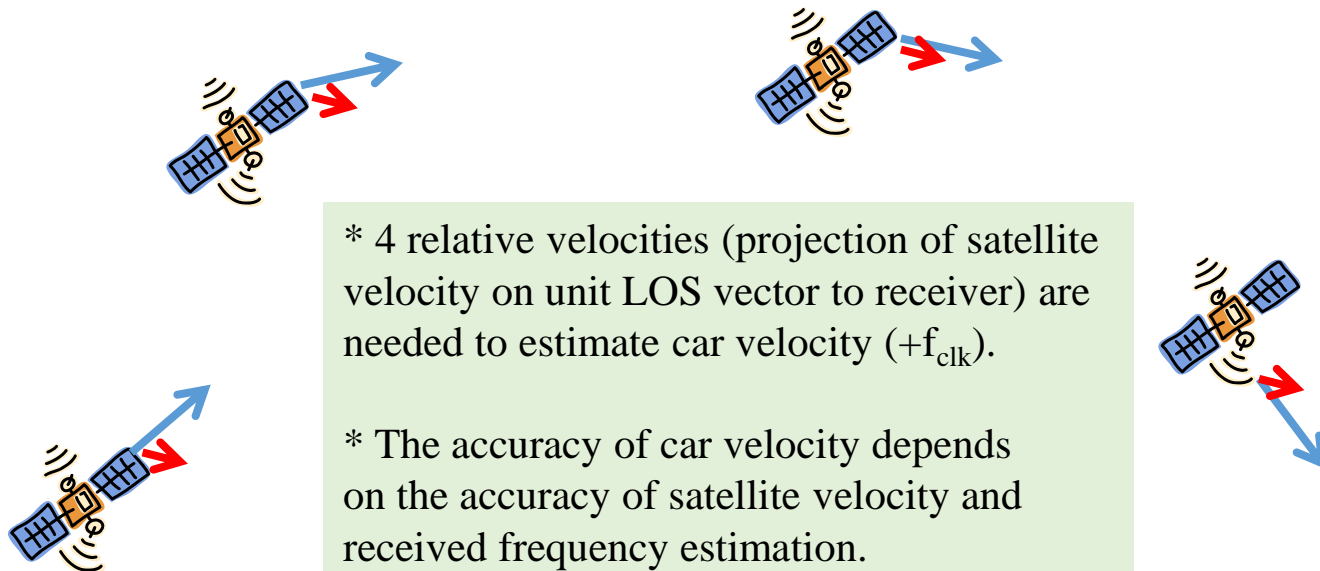 * 4 relative velocities (projection of satellite
velocity on unit LOS vector to receiver) are
needed to estimate car velocity (+f_clk).
* The accuracy of car velocity depends
on the accuracy of satellite velocity and
received frequency estimation.